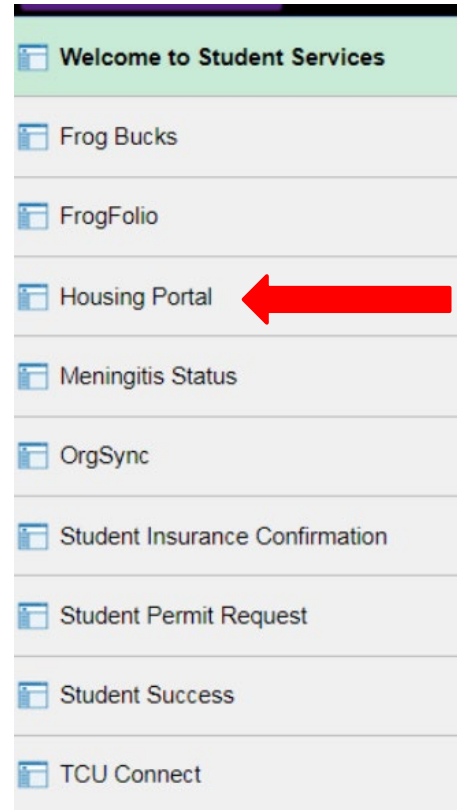 Welcome to Student Services
Frog Bucks
FrogFolio
Housing Portal
Meningitis Status
OrgSync
Student Insurance Confirmation
Student Permit Request
Student Success
TCU Connect